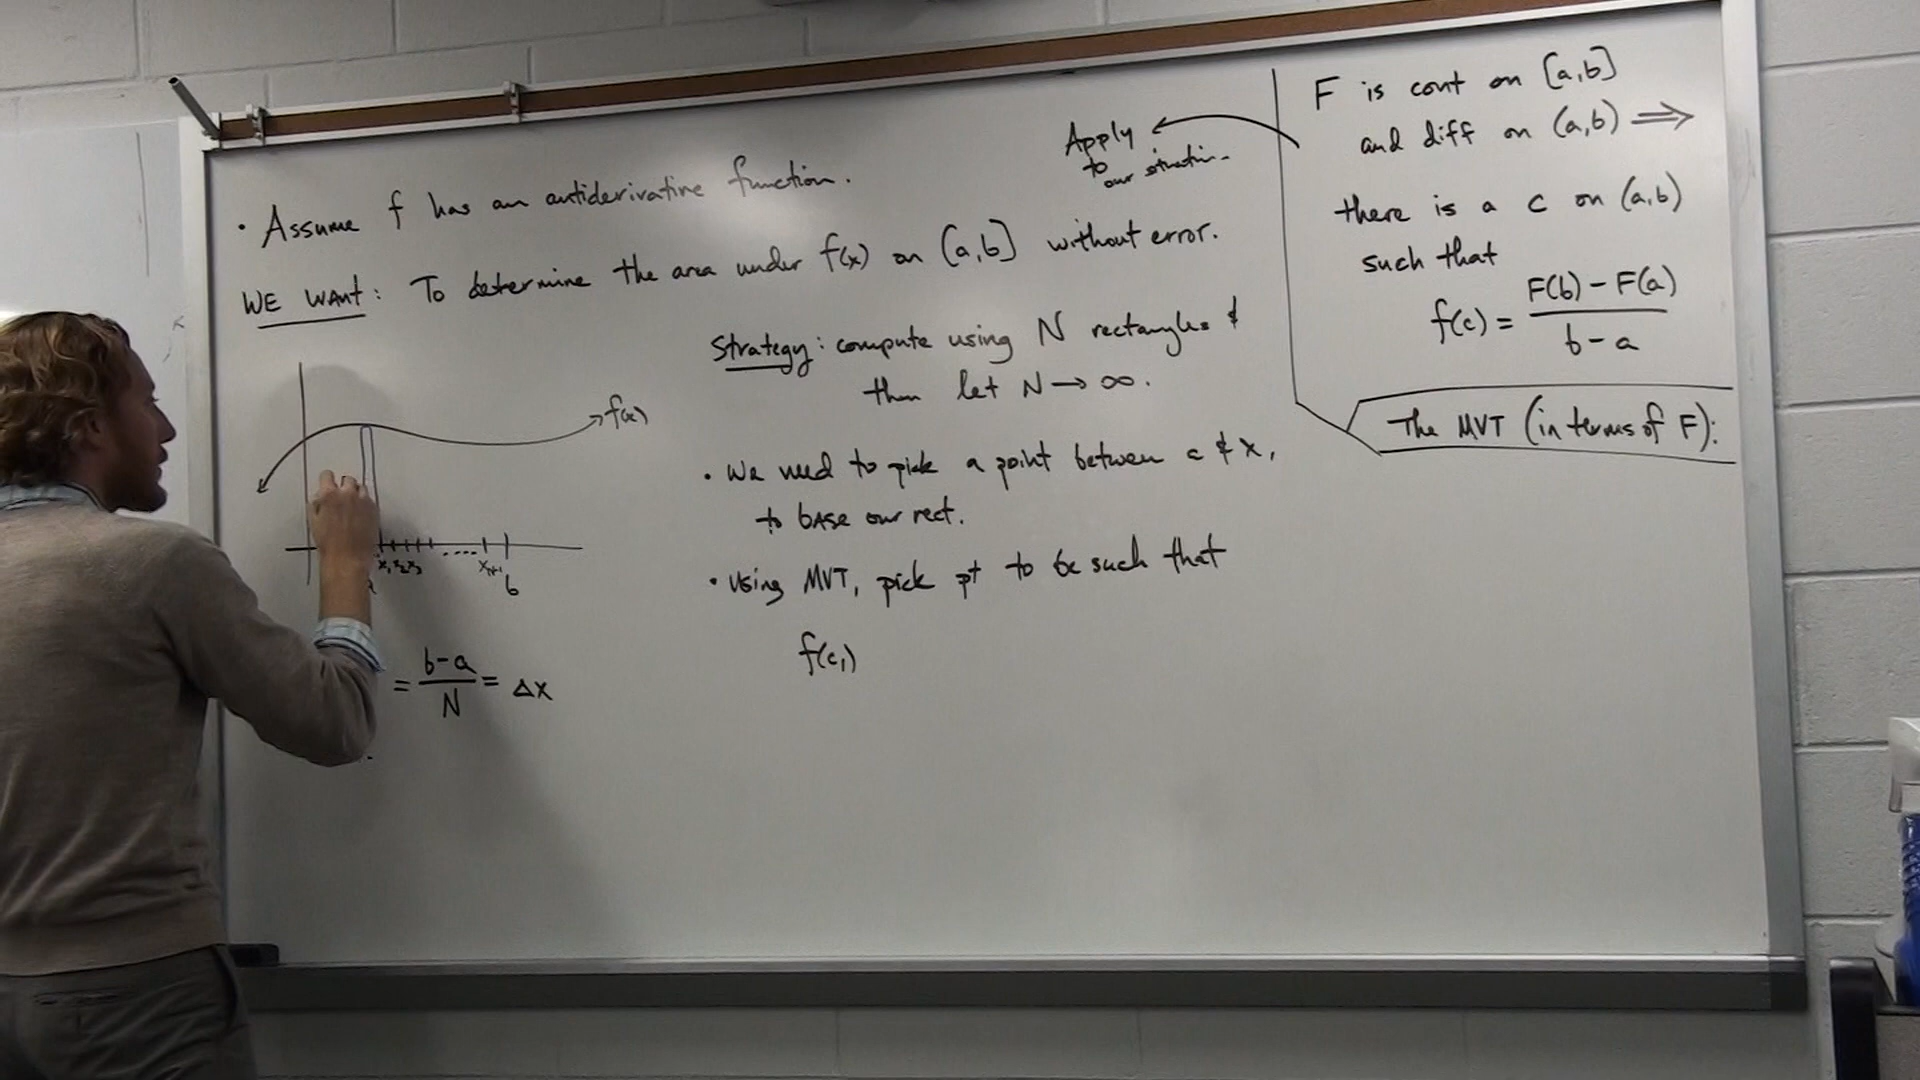 • Assume f has an antiderivative function.
WE WANT: To determine the area under f(x) on [a,b] without error.
Apply
to
our situation.
Strategy: compute using N rectangles &
then let N → ∞.
f(x)
x₁ x₂ x₃ ..... xₙ₋₁
b
= b-a/N = Δx
• We need to pick a point between a & x₁
to bASe our rect.
• Using MVT, pick pt to be such that
f(c₁)
F is cont on [a,b]
and diff on (a,b) ⟹
there is a c on (a,b)
such that
f(c) = F(b) - F(a)/b - a
The MVT (in terms of F):